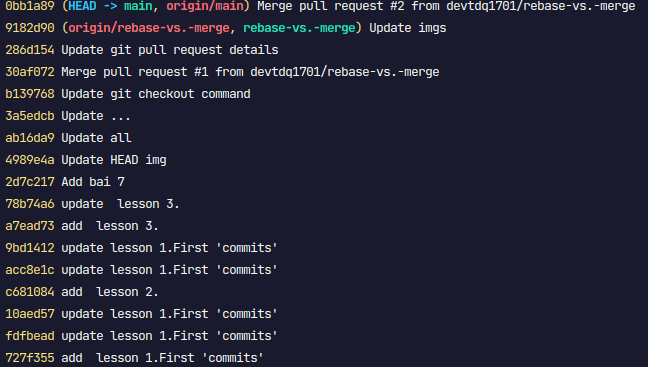 0bb1a89 (HEAD -> main, origin/main) Merge pull request #2 from devtdq1701/rebase-vs.-merge
9182d90 (origin/rebase-vs.-merge, rebase-vs.-merge) Update imgs
286d154 Update git pull request details
30af072 Merge pull request #1 from devtdq1701/rebase-vs.-merge
b139768 Update git checkout command
3a5edcb Update ...
ab16da9 Update all
4989e4a Update HEAD img
2d7c217 Add bai 7
78b74a6 update  lesson 3.
a7ead73 add  lesson 3.
9bd1412 update lesson 1.First 'commits'
acc8e1c update lesson 1.First 'commits'
c681084 add  lesson 2.
10aed57 update lesson 1.First 'commits'
fdfbead update lesson 1.First 'commits'
727f355 add  lesson 1.First 'commits'